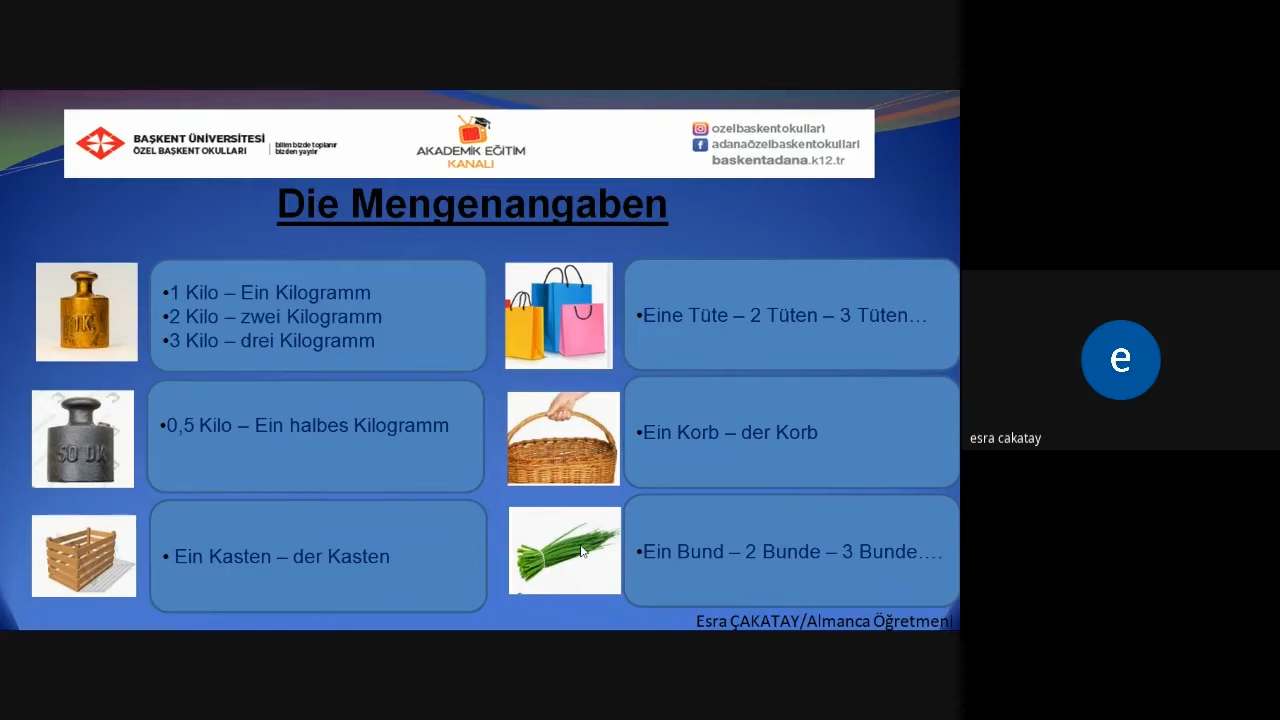 BAŞKENT ÜNİVERSİTESİ
ÖZEL BAŞKENT OKULLARI
bilim bizde toplanır
bizden yayılır
AKADEMİK EĞİTİM
KANALI
ozelbaskentokullari
adanaözelbaskentokullari
baskentadana.k12.tr
Die Mengenangaben
1K
•1 Kilo – Ein Kilogramm
•2 Kilo – zwei Kilogramm
•3 Kilo – drei Kilogramm
•Eine Tüte – 2 Tüten – 3 Tüten…
50 DK
•0,5 Kilo – Ein halbes Kilogramm
•Ein Korb – der Korb
• Ein Kasten – der Kasten
•Ein Bund – 2 Bunde – 3 Bunde….
Esra ÇAKATAY/Almanca Öğretmeni
e
esra cakatay